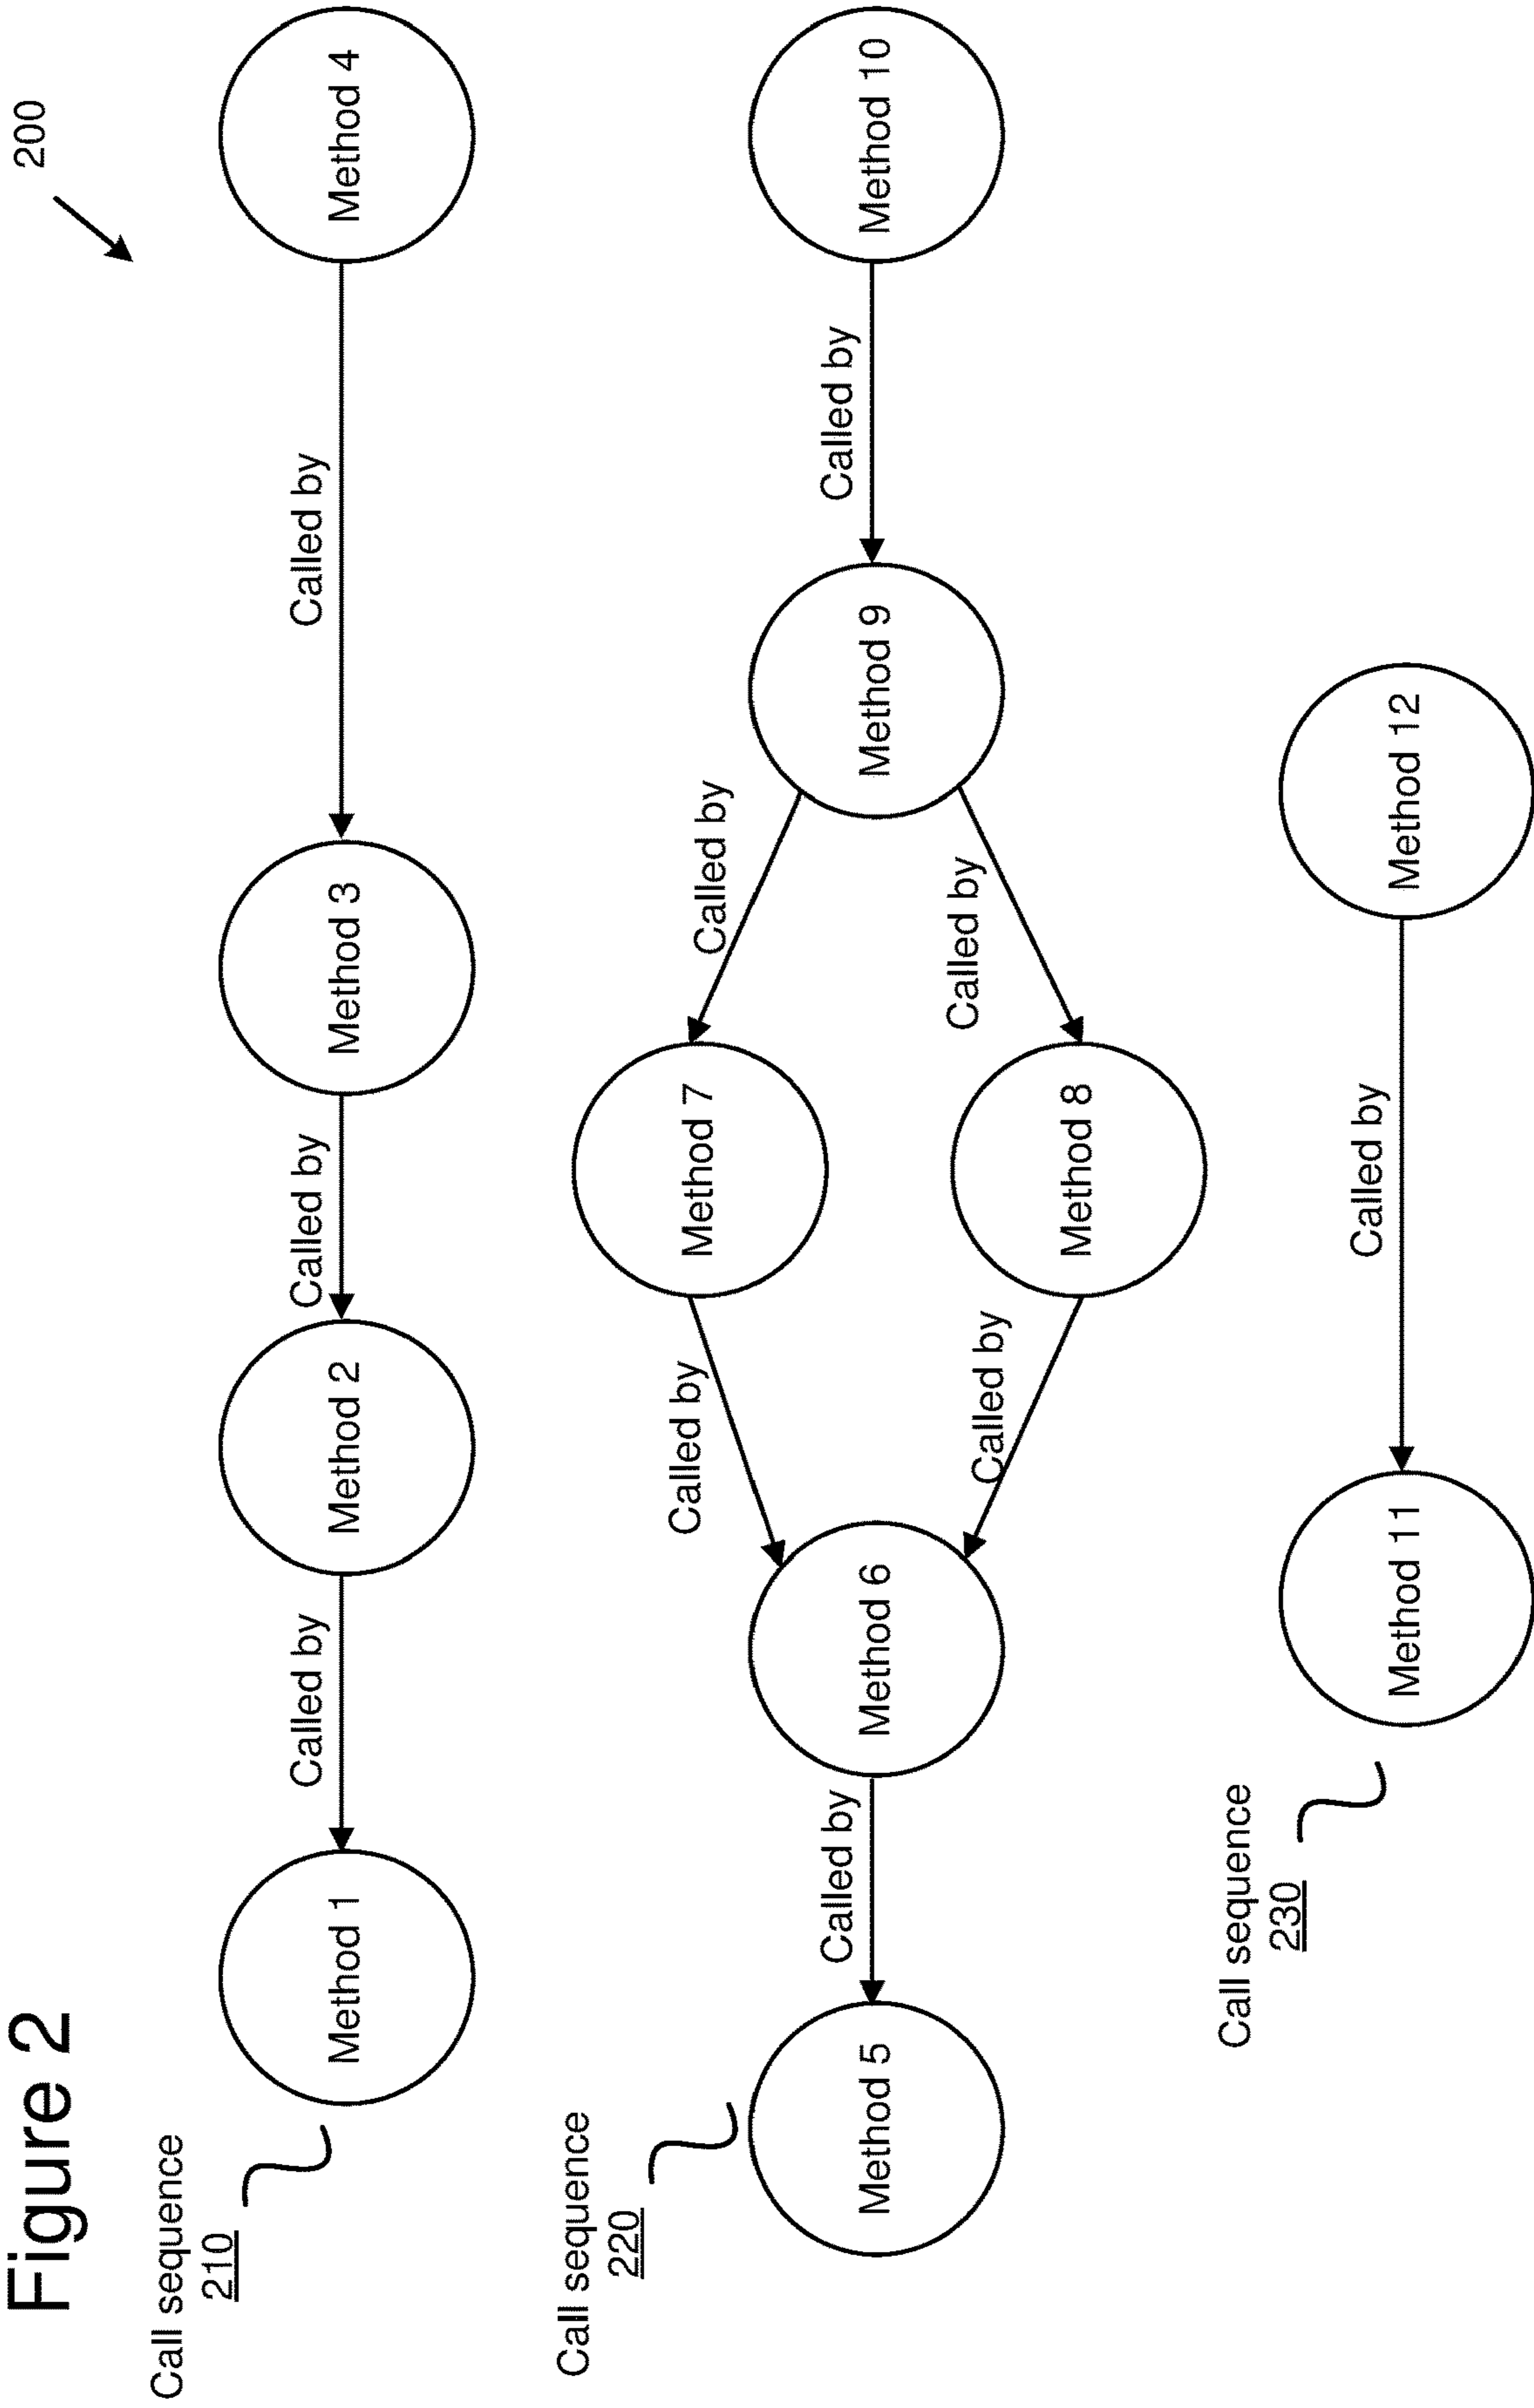 Figure 2
200
Call sequence
210
Method 1
Called by
Method 2
Called by
Method 3
Called by
Method 4
Call sequence
220
Method 5
Called by
Method 6
Called by
Called by
Method 7
Method 8
Called by
Called by
Method 9
Called by
Method 10
Call sequence
230
Method 11
Called by
Method 12